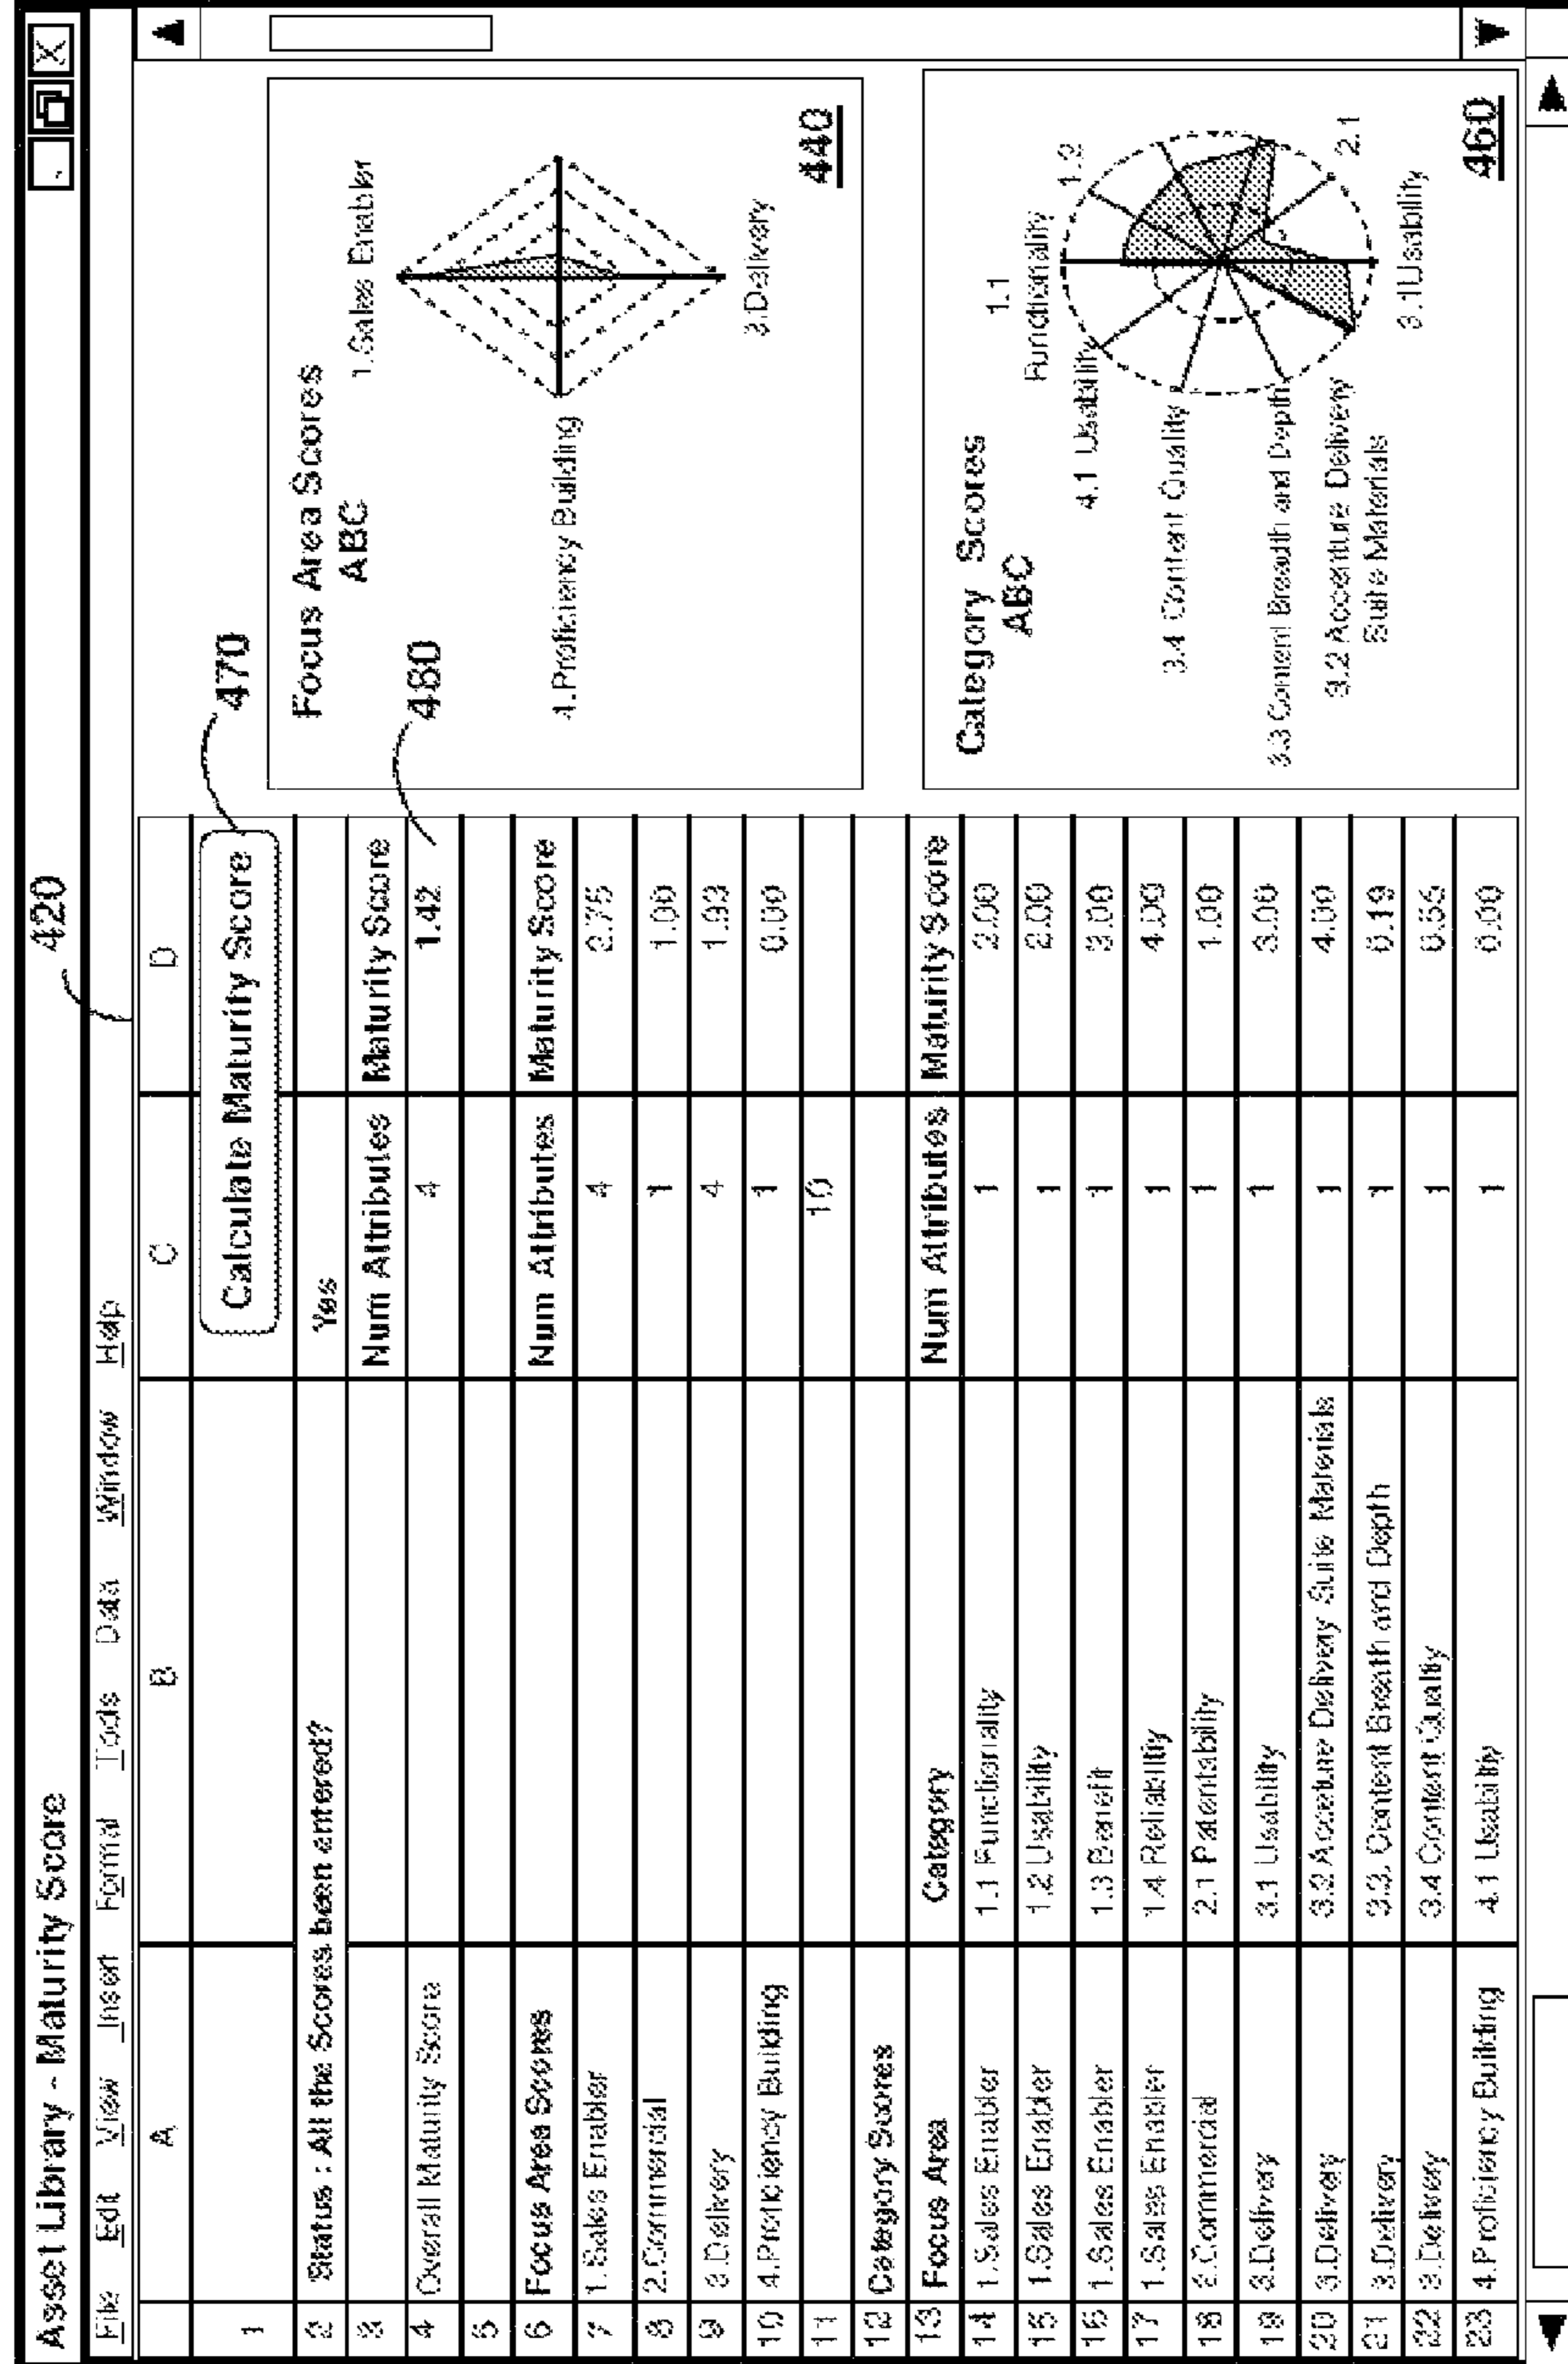 Asset Library - Maturity Score
420
File Edit View Insert Format Tools Data Window Help
A B C D
1 Calculate Maturity Score
470
2 Status : All the Scores been entered? Yes
3 Num Attributes Maturity Score
4 Overall Maturity Score 4 1.42
480
5
6 Focus Area Scores Num Attributes Maturity Score
7 1.Sales Enabler 4 2.75
8 2.Commercial 1 1.00
9 3.Delivery 4 1.93
10 4.Proficiency Building 1 0.00
11 10
12 Category Scores
13 Focus Area Category Num Attributes Maturity Score
14 1.Sales Enabler 1.1 Functionality 1 2.00
15 1.Sales Enabler 1.2 Usability 1 2.00
16 1.Sales Enabler 1.3 Benefit 1 3.00
17 1.Sales Enabler 1.4 Reliability 1 4.00
18 2.Commercial 2.1 Patentability 1 1.00
19 3.Delivery 3.1 Usability 1 3.00
20 3.Delivery 3.2 Delivery Suite Materials 1 4.00
21 3.Delivery 3.3. Content Breath and Depth 1 0.19
22 3.Delivery 3.4 Content Quality 1
23 4.Proficiency Building 4.1 Usability 1 0.00
Focus Area Scores
ABC
1.Sales Enabler
4.Proficiency Building
3.Delivery
440
Category Scores
ABC
1.1
Functionality
1.2
4.1 Usability
3.4 Content Quality
2.1
3.3 Content Breadth and Depth
3.2 Accenture Delivery
Suite Materials
3.1Usability
460